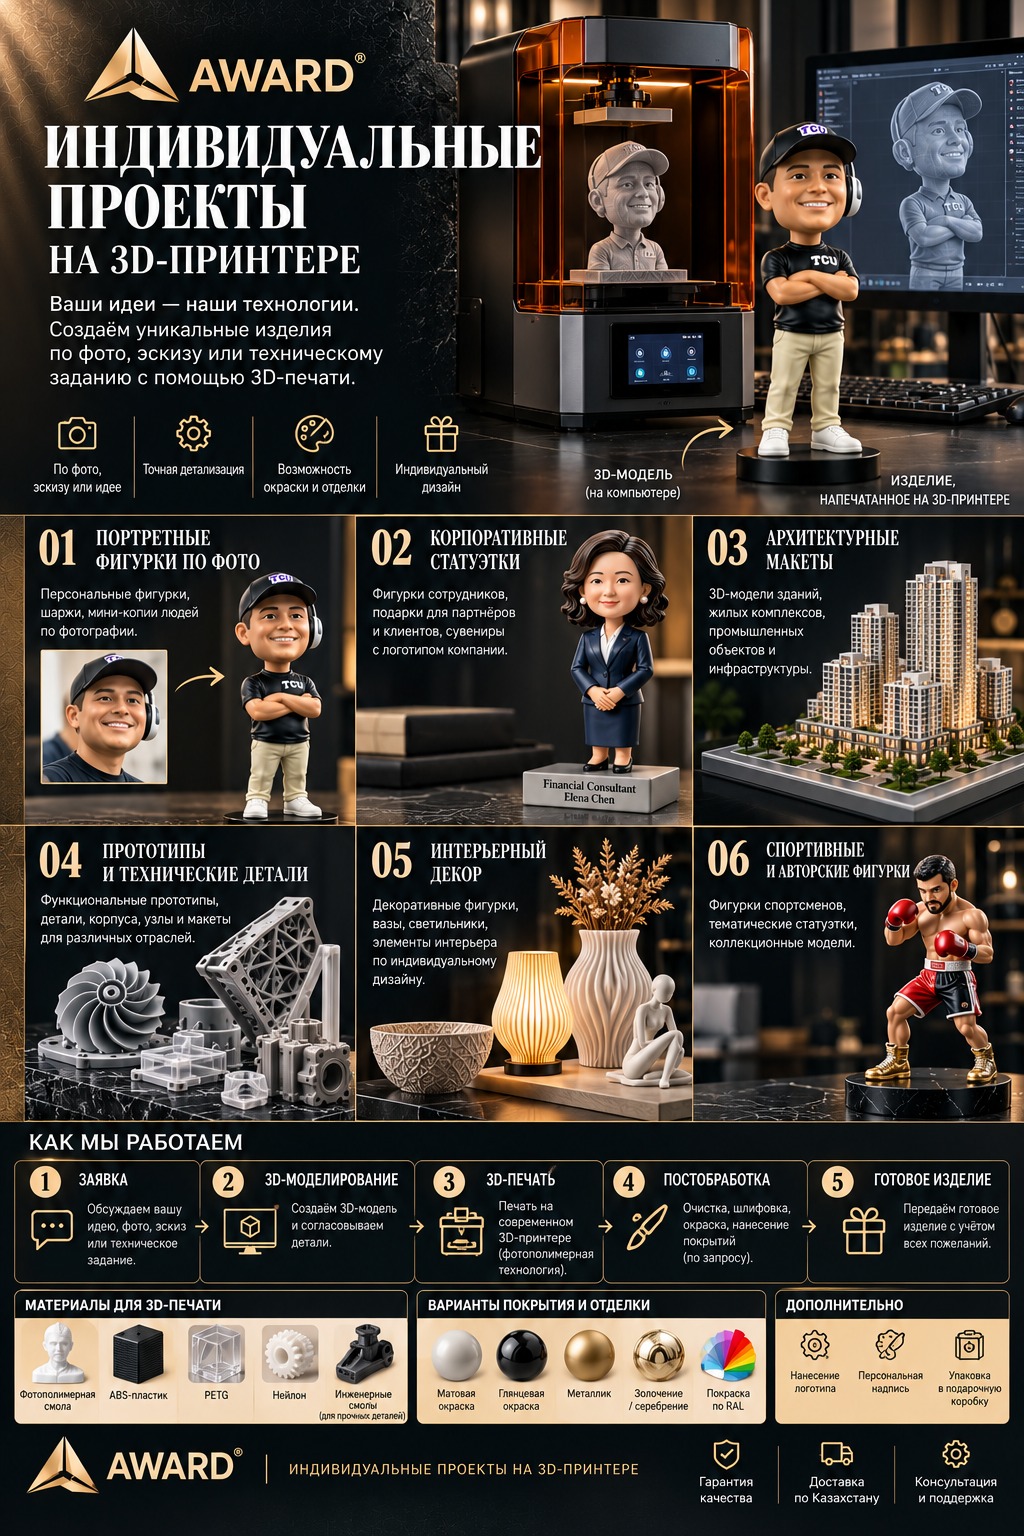 AWARD®
ИНДИВИДУАЛЬНЫЕ
ПРОЕКТЫ
НА 3D-ПРИНТЕРЕ
Ваши идеи — наши технологии.
Создаём уникальные изделия
по фото, эскизу или техническому
заданию с помощью 3D-печати.
По фото,
эскизу или идее
Точная детализация
Возможность
окраски и отделки
Индивидуальный
дизайн
TCU
TCU
TCU
TCU
3D-МОДЕЛЬ
(на компьютере)
ИЗДЕЛИЕ,
НАПЕЧАТАННОЕ НА 3D-ПРИНТЕРЕ
01
ПОРТРЕТНЫЕ
ФИГУРКИ ПО ФОТО
Персональные фигурки,
шаржи, мини-копии людей
по фотографии.
TCU
TCU
02
КОРПОРАТИВНЫЕ
СТАТУЭТКИ
Фигурки сотрудников,
подарки для партнёров
и клиентов, сувениры
с логотипом компании.
Financial Consultant
Elena Chen
03
АРХИТЕКТУРНЫЕ
МАКЕТЫ
3D-модели зданий,
жилых комплексов,
промышленных
объектов и
инфраструктуры.
04
ПРОТОТИПЫ
И ТЕХНИЧЕСКИЕ ДЕТАЛИ
Функциональные прототипы,
детали, корпуса, узлы и макеты
для различных отраслей.
05
ИНТЕРЬЕРНЫЙ
ДЕКОР
Декоративные фигурки,
вазы, светильники,
элементы интерьера
по индивидуальному
дизайну.
06
СПОРТИВНЫЕ
И АВТОРСКИЕ ФИГУРКИ
Фигурки спортсменов,
тематические статуэтки,
коллекционные модели.
КАК МЫ РАБОТАЕМ
1
ЗАЯВКА
Обсуждаем вашу
идею, фото, эскиз
или техническое
задание.
2
3D-МОДЕЛИРОВАНИЕ
Создаём 3D-модель
и согласовываем
детали.
3
3D-ПЕЧАТЬ
Печать на
современном
3D-принтере
(фотополимерная
технология).
4
ПОСТОБРАБОТКА
Очистка, шлифовка,
окраска, нанесение
покрытий
(по запросу).
5
ГОТОВОЕ ИЗДЕЛИЕ
Передаём готовое
изделие с учётом
всех пожеланий.
МАТЕРИАЛЫ ДЛЯ 3D-ПЕЧАТИ
Фотополимерная
смола
ABS-пластик
PETG
Нейлон
Инженерные
смолы
(для прочных деталей)
ВАРИАНТЫ ПОКРЫТИЯ И ОТДЕЛКИ
Матовая
окраска
Глянцевая
окраска
Металлик
Золочение
/ серебрение
Покраска
по RAL
ДОПОЛНИТЕЛЬНО
Нанесение
логотипа
Персональная
надпись
Упаковка
в подарочную
коробку
AWARD®
ИНДИВИДУАЛЬНЫЕ ПРОЕКТЫ НА 3D-ПРИНТЕРЕ
Гарантия
качества
Доставка
по Казахстану
Консультация
и поддержка